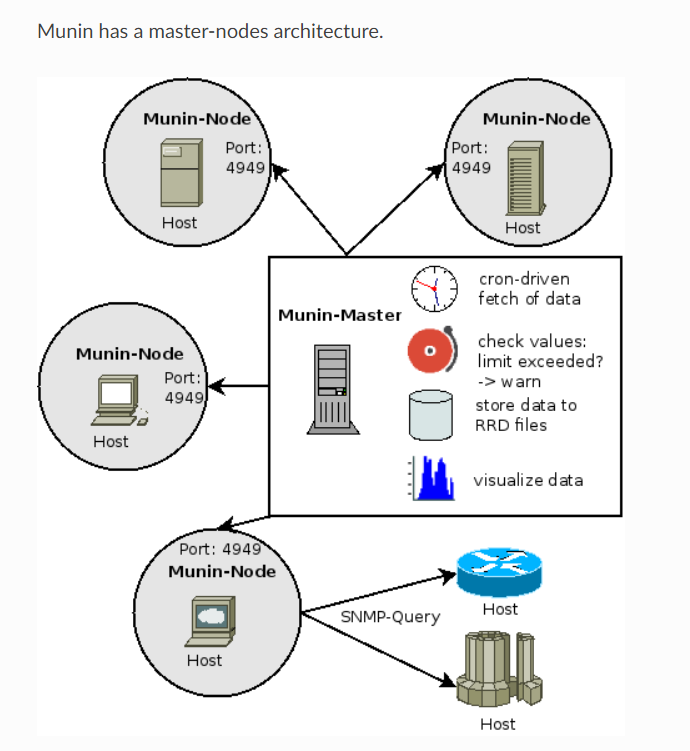 Munin has a master-nodes architecture.
Munin-Node
Port:
4949
Host
Munin-Node
Port:
4949
Host
Munin-Master
cron-driven
fetch of data
check values:
limit exceeded?
-> warn
store data to
RRD files
visualize data
Munin-Node
Port:
4949
Host
Port: 4949
Munin-Node
Host
SNMP-Query
Host
Host